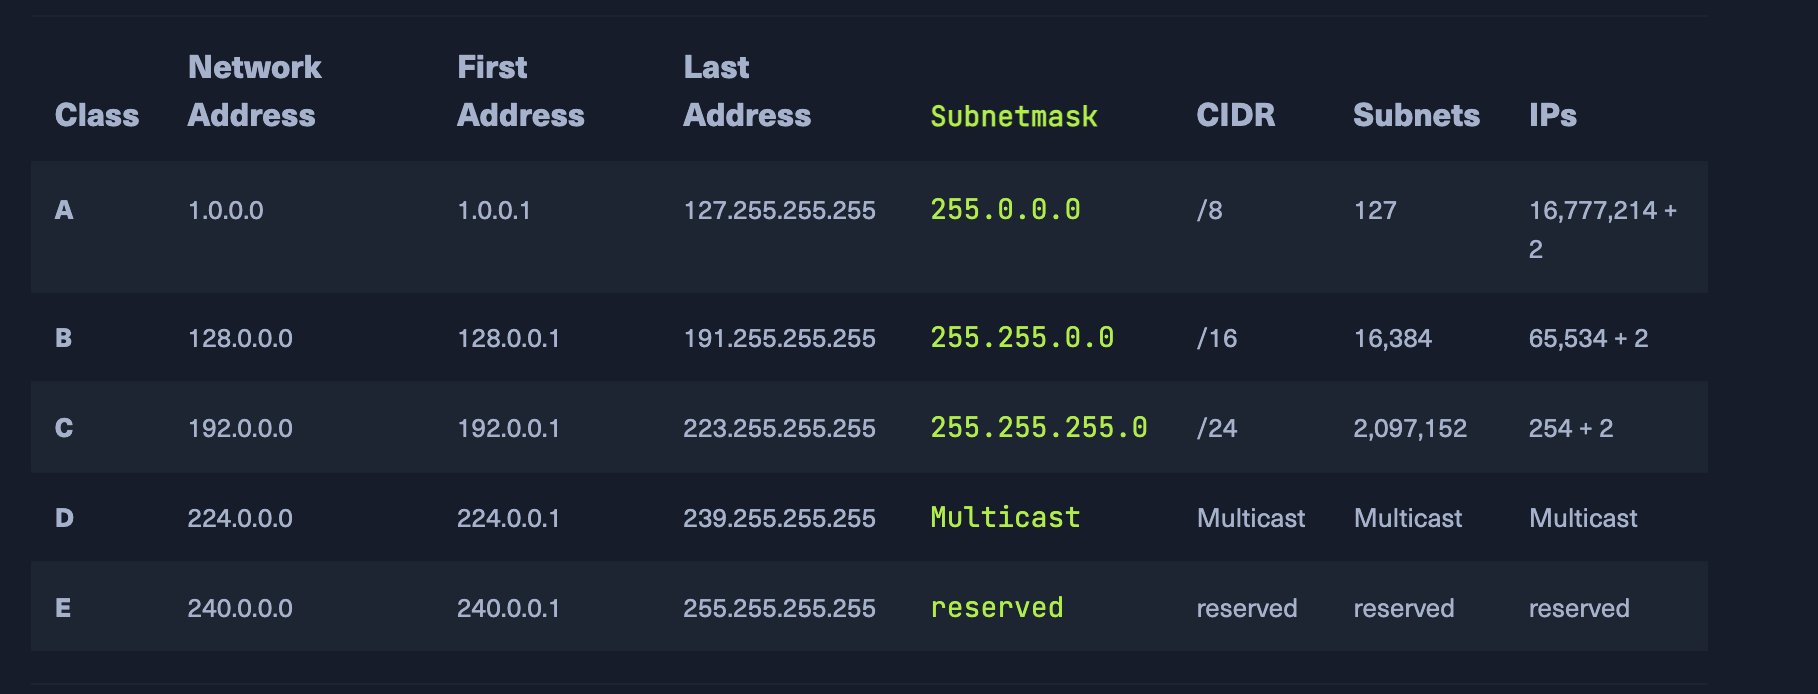 Class Network Address First Address Last Address Subnetmask CIDR Subnets IPs
A 1.0.0.0 1.0.0.1 127.255.255.255 255.0.0.0 /8 127 16,777,214 + 2
B 128.0.0.0 128.0.0.1 191.255.255.255 255.255.0.0 /16 16,384 65,534 + 2
C 192.0.0.0 192.0.0.1 223.255.255.255 255.255.255.0 /24 2,097,152 254 + 2
D 224.0.0.0 224.0.0.1 239.255.255.255 Multicast Multicast Multicast Multicast
E 240.0.0.0 240.0.0.1 255.255.255.255 reserved reserved reserved reserved